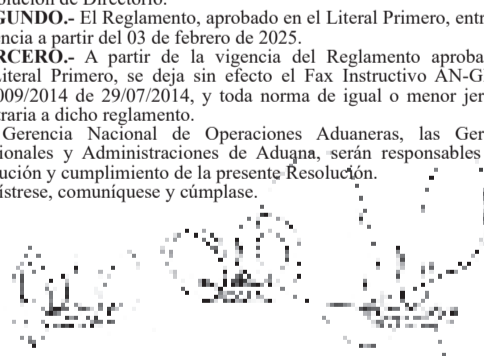 olución de Directorio.
GUNDO.- El Reglamento, aprobado en el Literal Primero, entr
encia a partir del 03 de febrero de 2025.
RCERO.- A partir de la vigencia del Reglamento aproba
Literal Primero, se deja sin efecto el Fax Instructivo AN-G
009/2014 de 29/07/2014, y toda norma de igual o menor jer
traria a dicho reglamento.
Gerencia Nacional de Operaciones Aduaneras, las Ger
ionales y Administraciones de Aduana, serán responsables
ución y cumplimiento de la presente Resolución.
ístrese, comuníquese y cúmplase.